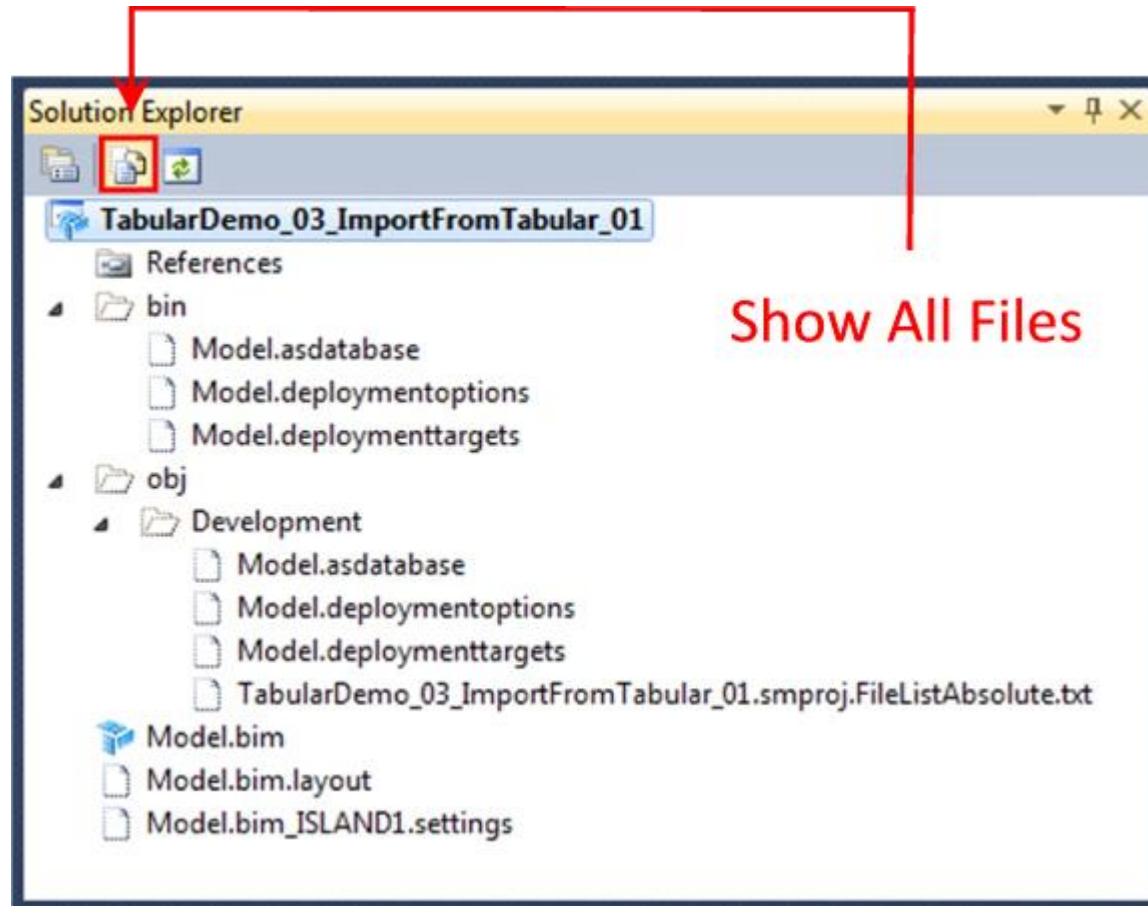 Solution Explorer
TabularDemo_03_ImportFromTabular_01
References
bin
Show All Files
Model.asdatabase
Model.deploymentoptions
Model.deploymenttargets
obj
Development
Model.asdatabase
Model.deploymentoptions
Model.deploymenttargets
TabularDemo_03_ImportFromTabular_01.smproj.FileListAbsolute.txt
Model.bim
Model.bim.layout
Model.bim_ISLAND1.settings